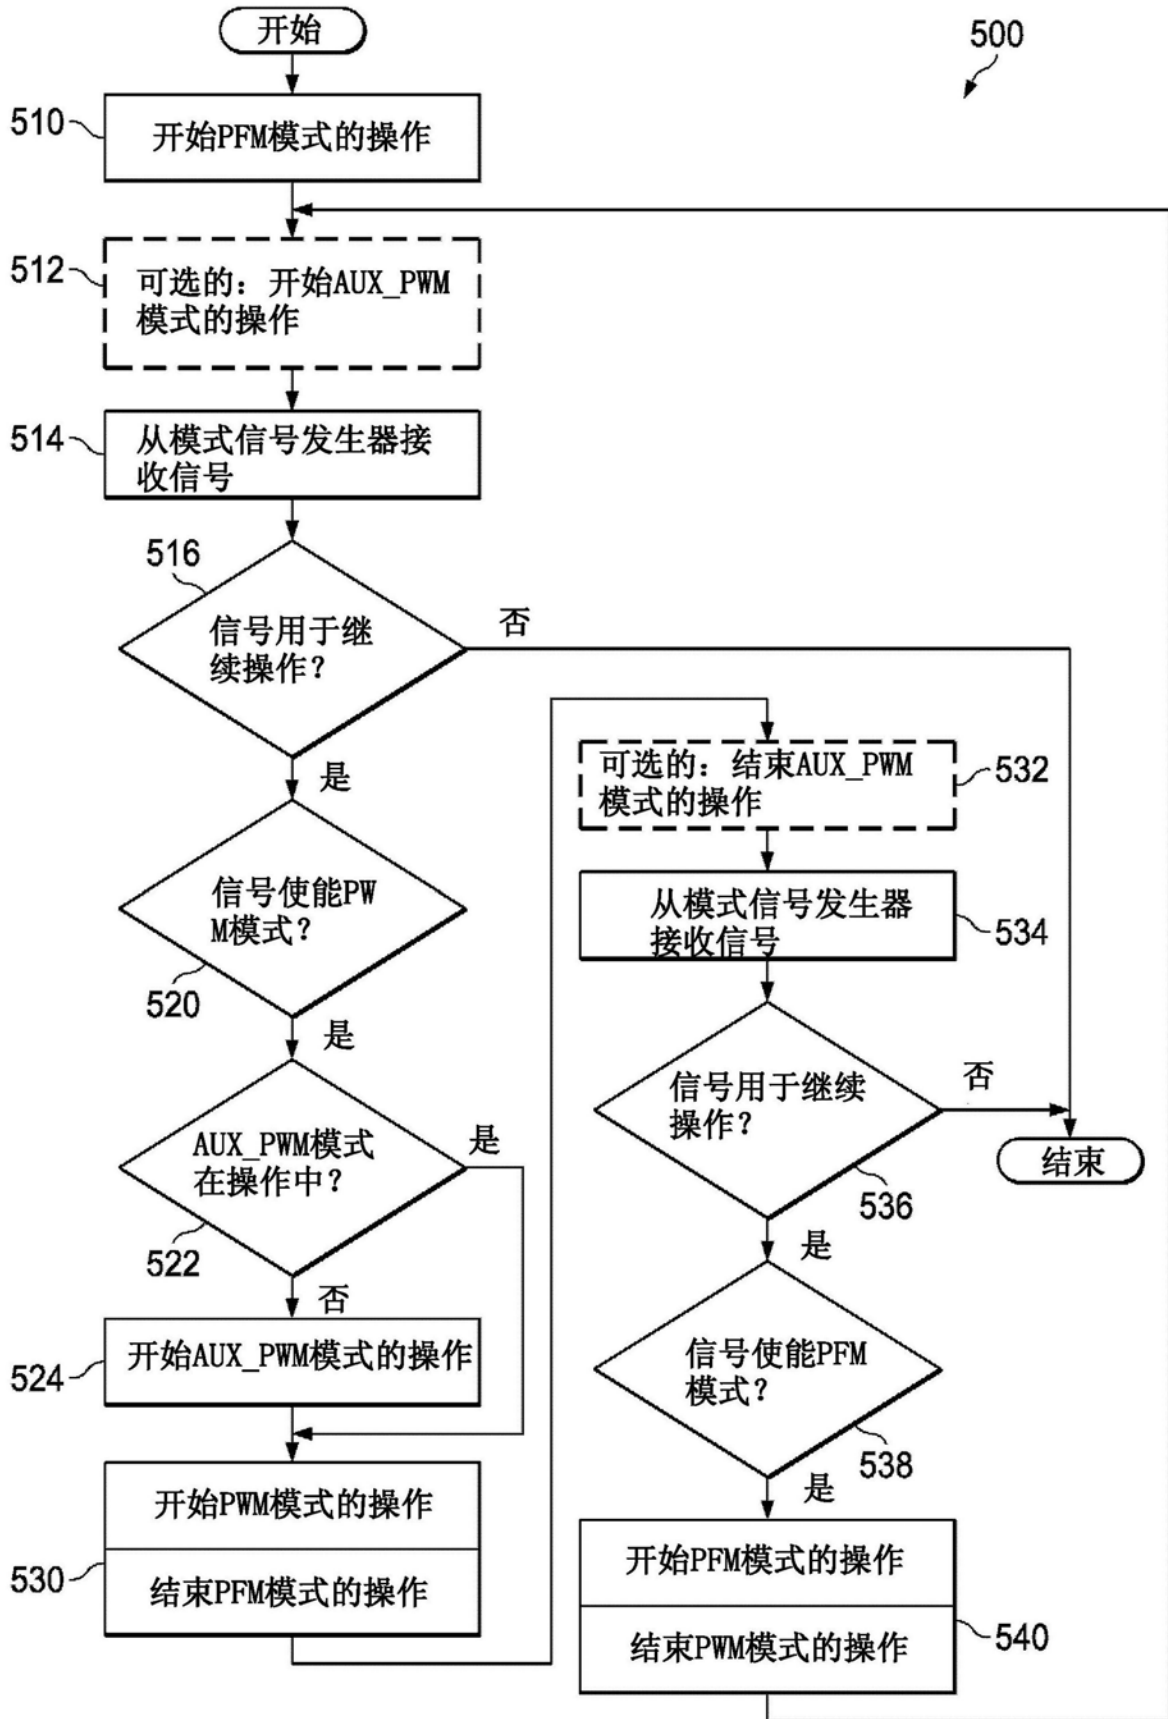 开始
500
510
开始PFM模式的操作
512
可选的：开始AUX_PWM
模式的操作
514
从模式信号发生器接
收信号
516
信号用于继
续操作？
否
是
信号使能PW
M模式？
520
是
AUX_PWM模式
在操作中？
是
522
否
524
开始AUX_PWM模式的操作
开始PWM模式的操作
530
结束PFM模式的操作
可选的：结束AUX_PWM
模式的操作
532
从模式信号发生器
接收信号
534
信号用于继续
操作？
否
结束
536
是
信号使能PFM
模式？
538
是
开始PFM模式的操作
结束PWM模式的操作
540